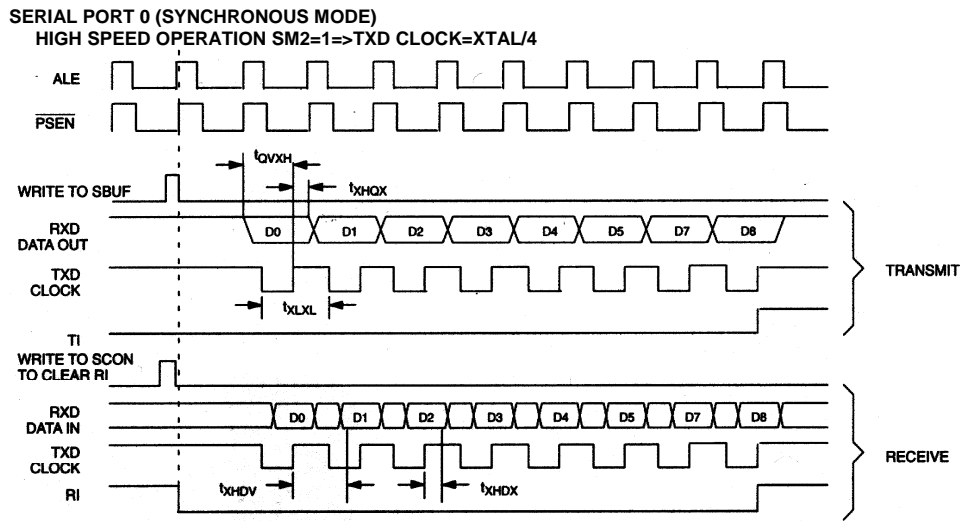 SERIAL PORT 0 (SYNCHRONOUS MODE)
HIGH SPEED OPERATION SM2=1=>TXD CLOCK=XTAL/4
ALE
PSEN
tQVXH
WRITE TO SBUF
tXHQX
RXD
DATA OUT
D0 D1 D2 D3 D4 D5 D7 D8
TXD
CLOCK
TRANSMIT
tXLXL
TI
WRITE TO SCON
TO CLEAR RI
RXD
DATA IN
D0 D1 D2 D3 D4 D5 D7 D8
TXD
CLOCK
RECEIVE
tXHDV
tXHDX
RI